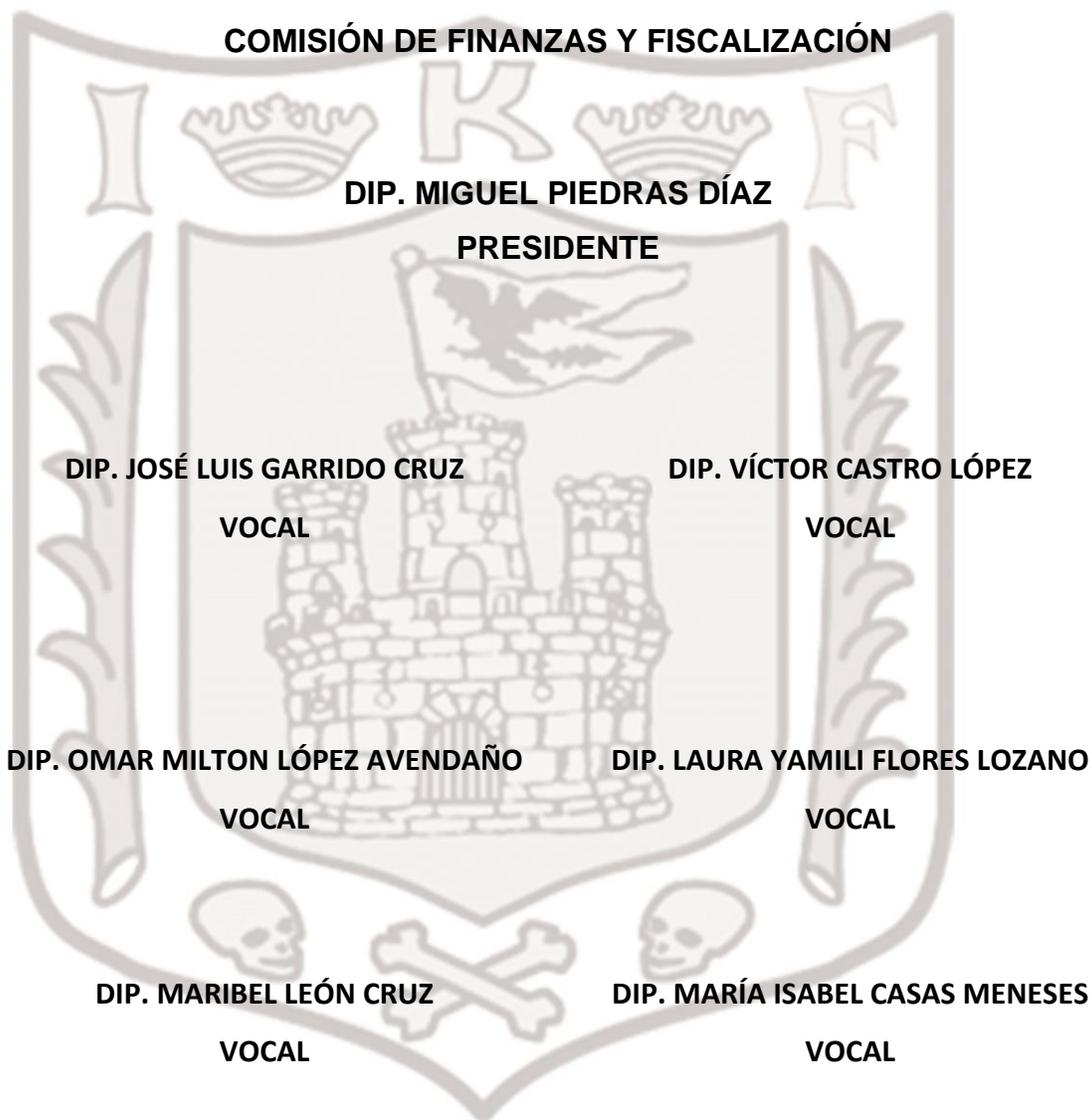 COMISIÓN DE FINANZAS Y FISCALIZACIÓN
I K F
DIP. MIGUEL PIEDRAS DÍAZ
PRESIDENTE
DIP. JOSÉ LUIS GARRIDO CRUZ
VOCAL
DIP. VÍCTOR CASTRO LÓPEZ
VOCAL
DIP. OMAR MILTON LÓPEZ AVENDAÑO
VOCAL
DIP. LAURA YAMILI FLORES LOZANO
VOCAL
DIP. MARIBEL LEÓN CRUZ
VOCAL
DIP. MARÍA ISABEL CASAS MENESES
VOCAL